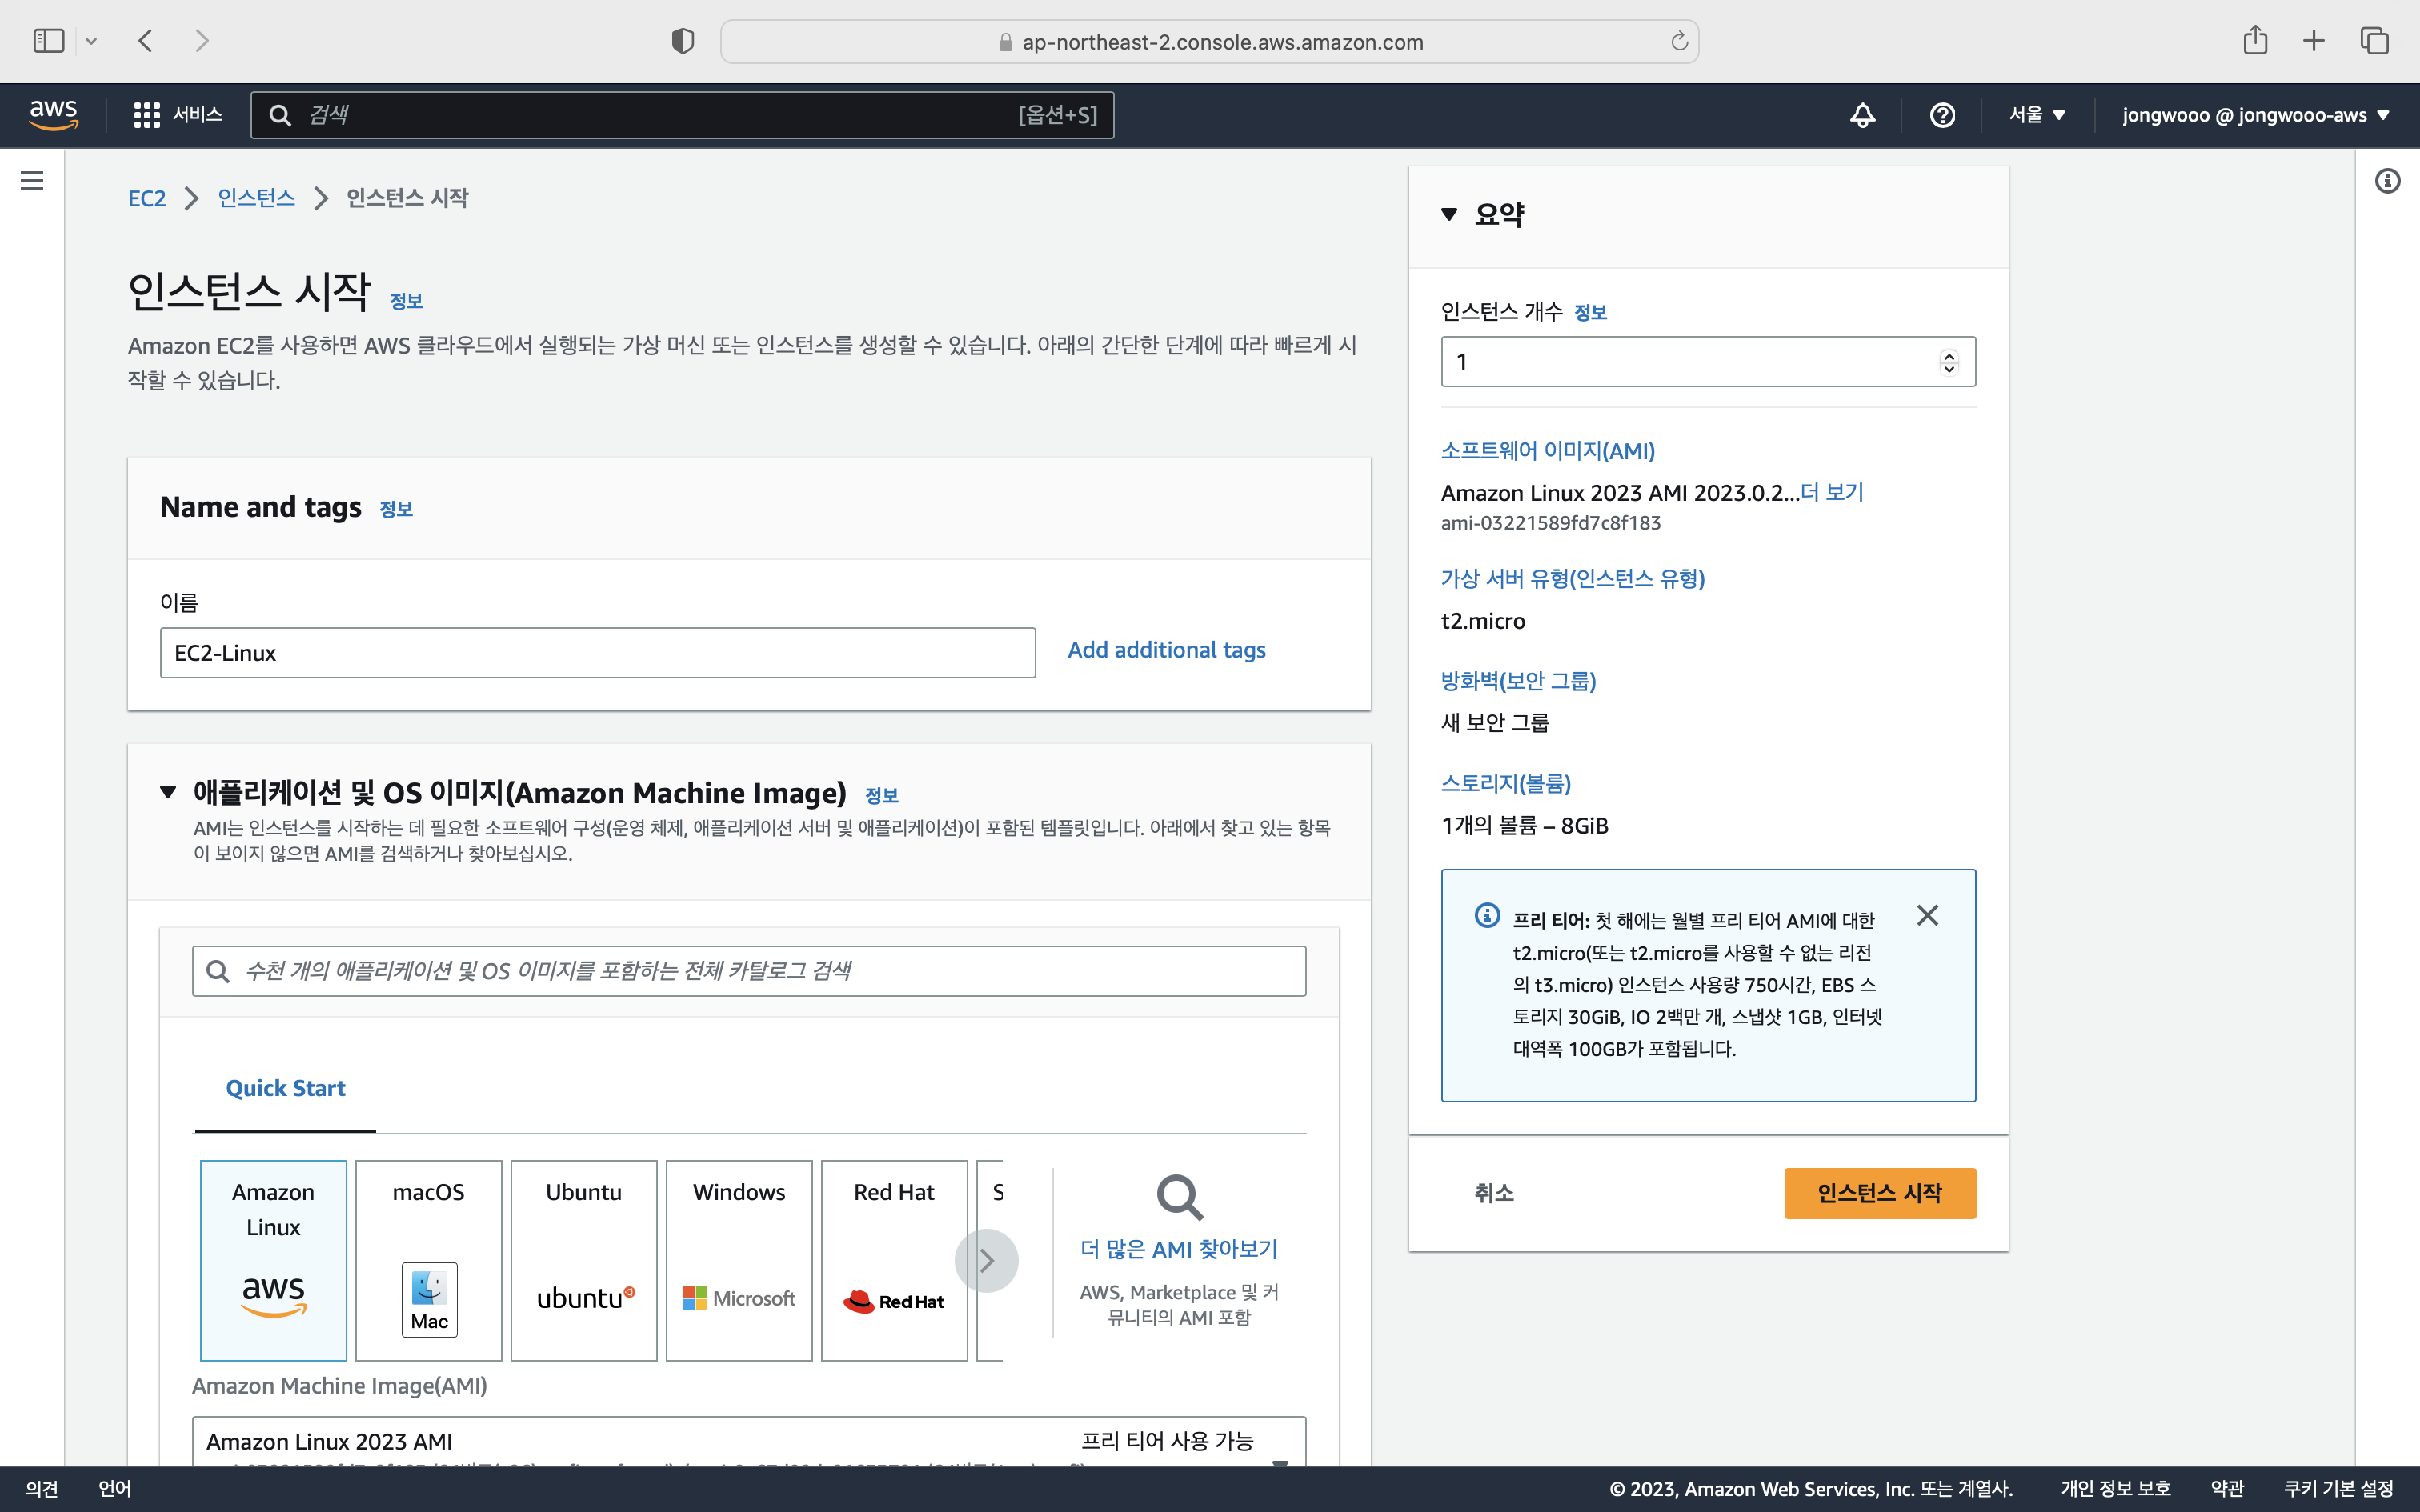 ap-northeast-2.console.aws.amazon.com
aws
서비스
검색
[옵션+S]
서울
jongwooo @ jongwooo-aws
EC2
인스턴스
인스턴스 시작
인스턴스 시작 정보
Amazon EC2를 사용하면 AWS 클라우드에서 실행되는 가상 머신 또는 인스턴스를 생성할 수 있습니다. 아래의 간단한 단계에 따라 빠르게 시
작할 수 있습니다.
Name and tags 정보
이름
EC2-Linux
Add additional tags
애플리케이션 및 OS 이미지(Amazon Machine Image) 정보
AMI는 인스턴스를 시작하는 데 필요한 소프트웨어 구성(운영 체제, 애플리케이션 서버 및 애플리케이션)이 포함된 템플릿입니다. 아래에서 찾고 있는 항목
이 보이지 않으면 AMI를 검색하거나 찾아보십시오.
수천 개의 애플리케이션 및 OS 이미지를 포함하는 전체 카탈로그 검색
Quick Start
Amazon
Linux
aws
macOS
Mac
Ubuntu
ubuntu
Windows
Microsoft
Red Hat
Red Hat
S
더 많은 AMI 찾아보기
AWS, Marketplace 및 커
뮤니티의 AMI 포함
Amazon Machine Image(AMI)
Amazon Linux 2023 AMI
프리 티어 사용 가능
요약
인스턴스 개수 정보
1
소프트웨어 이미지(AMI)
Amazon Linux 2023 AMI 2023.0.2...더 보기
ami-03221589fd7c8f183
가상 서버 유형(인스턴스 유형)
t2.micro
방화벽(보안 그룹)
새 보안 그룹
스토리지(볼륨)
1개의 볼륨 – 8GiB
프리 티어: 첫 해에는 월별 프리 티어 AMI에 대한
t2.micro(또는 t2.micro를 사용할 수 없는 리전
의 t3.micro) 인스턴스 사용량 750시간, EBS 스
토리지 30GiB, IO 2백만 개, 스냅샷 1GB, 인터넷
대역폭 100GB가 포함됩니다.
취소
인스턴스 시작
의견
언어
© 2023, Amazon Web Services, Inc. 또는 계열사.
개인 정보 보호
약관
쿠키 기본 설정